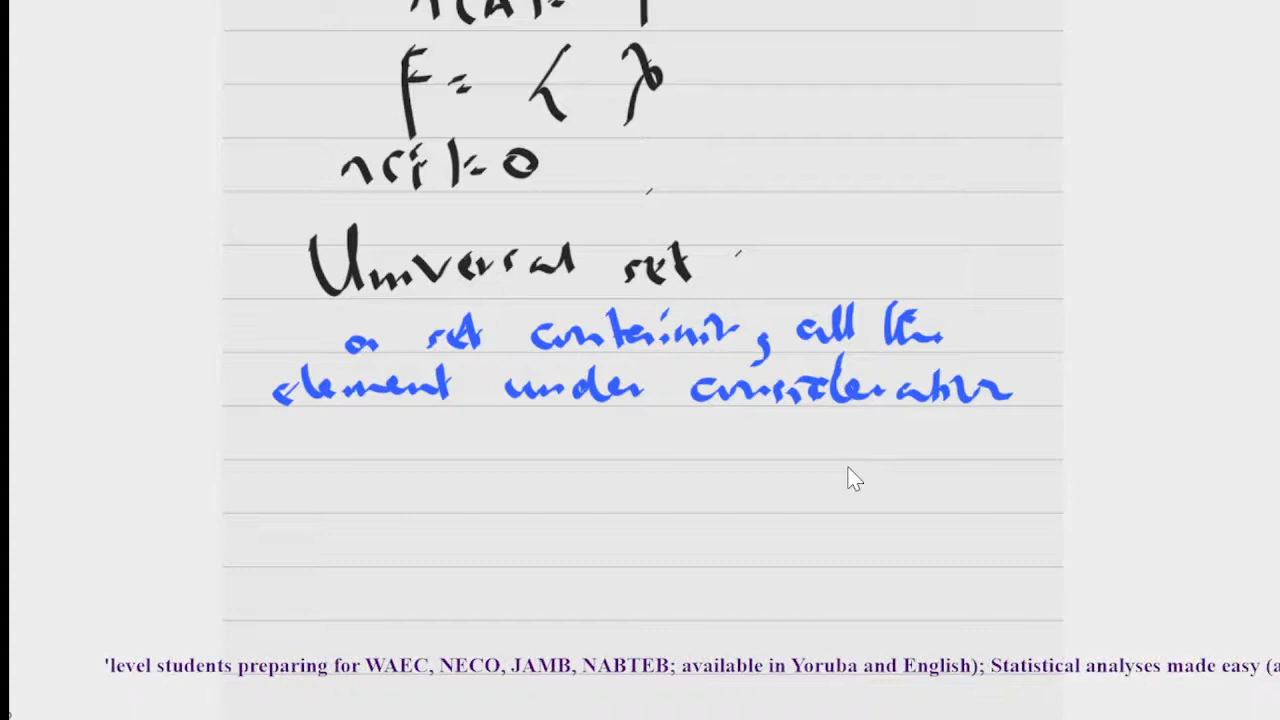 F = { }
n(F) = 0
Universal set
a set containing all the
element under consideration
'level students preparing for WAEC, NECO, JAMB, NABTEB; available in Yoruba and English); Statistical analyses made easy (a